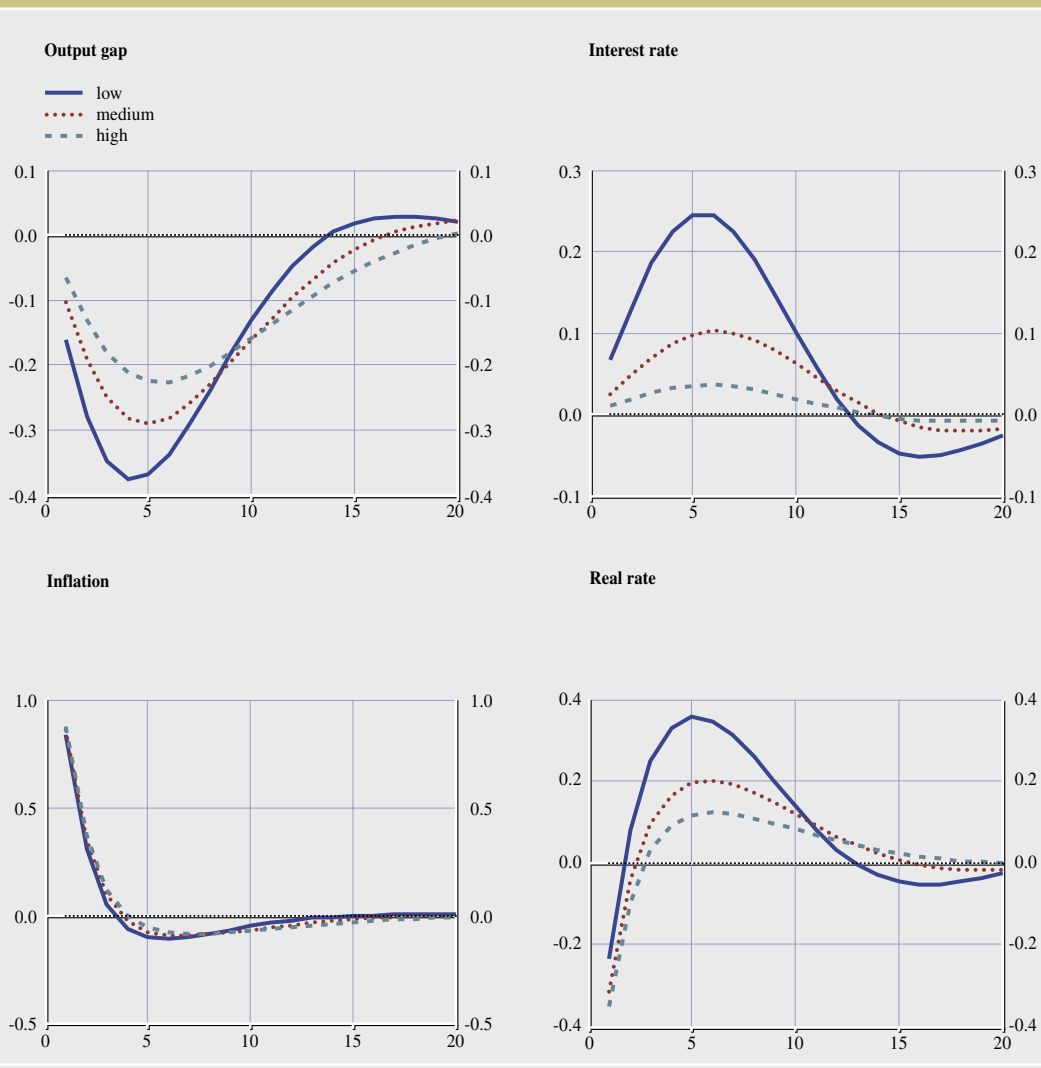 Output gap
low
medium
high
0.1 0.1
0.0 0.0
-0.1 -0.1
-0.2 -0.2
-0.3 -0.3
-0.4 -0.4
0 5 10 15 20
Interest rate
0.3 0.3
0.2 0.2
0.1 0.1
0.0 0.0
-0.1 -0.1
0 5 10 15 20
Inflation
1.0 1.0
0.5 0.5
0.0 0.0
-0.5 -0.5
0 5 10 15 20
Real rate
0.4 0.4
0.2 0.2
0.0 0.0
-0.2 -0.2
-0.4 -0.4
0 5 10 15 20